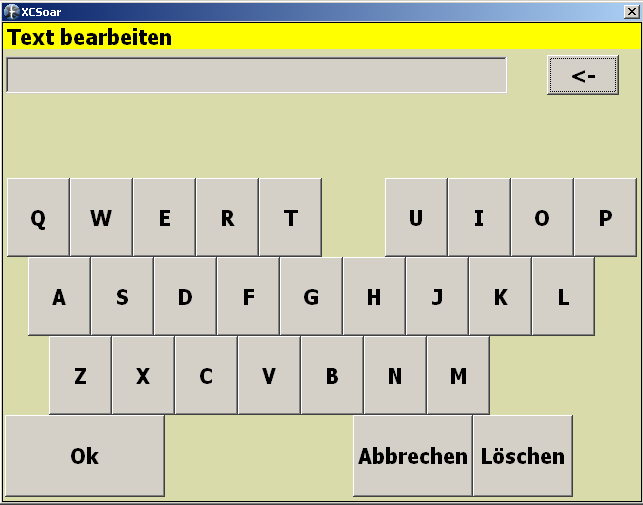 XCSoar
Text bearbeiten
<-
Q W E R T U I O P
A S D F G H J K L
Z X C V B N M
Ok Abbrechen Löschen